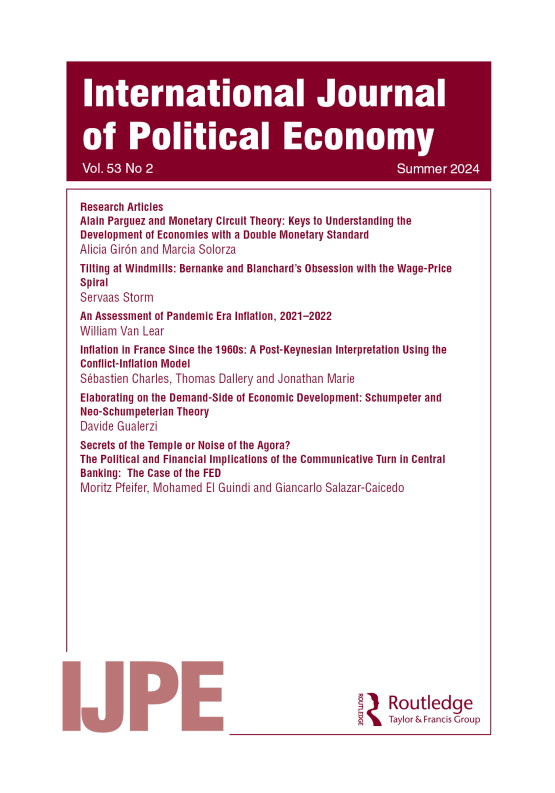 International Journal
of Political Economy
Vol. 53 No 2 Summer 2024
Research Articles
Alain Parguez and Monetary Circuit Theory: Keys to Understanding the
Development of Economies with a Double Monetary Standard
Alicia Girón and Marcia Solorza
Tilting at Windmills: Bernanke and Blanchard’s Obsession with the Wage-Price
Spiral
Servaas Storm
An Assessment of Pandemic Era Inflation, 2021–2022
William Van Lear
Inflation in France Since the 1960s: A Post-Keynesian Interpretation Using the
Conflict-Inflation Model
Sébastien Charles, Thomas Dallery and Jonathan Marie
Elaborating on the Demand-Side of Economic Development: Schumpeter and
Neo-Schumpeterian Theory
Davide Gualerzi
Secrets of the Temple or Noise of the Agora?
The Political and Financial Implications of the Communicative Turn in Central
Banking: The Case of the FED
Moritz Pfeifer, Mohamed El Guindi and Giancarlo Salazar-Caicedo
IJPE
ROUTLEDGE
Routledge
Taylor & Francis Group